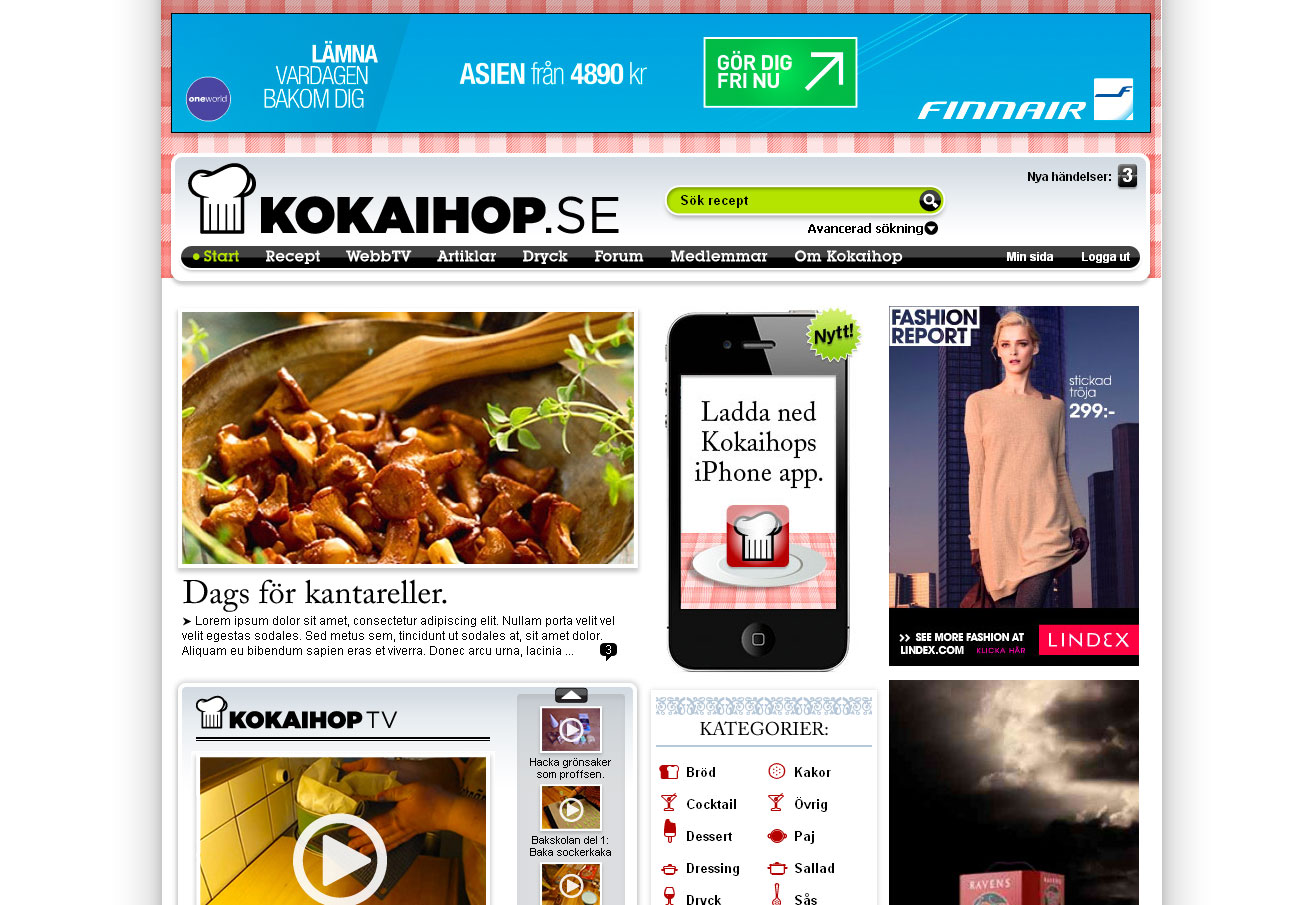 LÄMNA
VARDAGEN
BAKOM DIG
oneworld
ASIEN från 4890 kr
GÖR DIG
FRI NU
FINNAIR
KOKAIHOP.SE
Nya händelser: 3
Sök recept
Avancerad sökning
Start Recept WebbTV Artiklar Dryck Forum Medlemmar Om Kokaihop Min sida Logga ut
Dags för kantareller.
➤ Lorem ipsum dolor sit amet, consectetur adipiscing elit. Nullam porta velit vel
velit egestas sodales. Sed metus sem, tincidunt ut sodales at, sit amet dolor.
Aliquam eu bibendum sapien eras et viverra. Donec arcu urna, lacinia ...
3
Nytt!
Ladda ned
Kokaihops
iPhone app.
FASHION
REPORT
stickad
tröja
299:-
>> SEE MORE FASHION AT
LINDEX.COM KLICKA HÄR
LINDEX
KOKAIHOP TV
Hacka grönsaker
som proffsen.
Bakskolan del 1:
Baka sockerkaka
KATEGORIER:
Bröd Kakor
Cocktail Övrig
Dessert Paj
Dressing Sallad
Dryck Sås
RAVENS